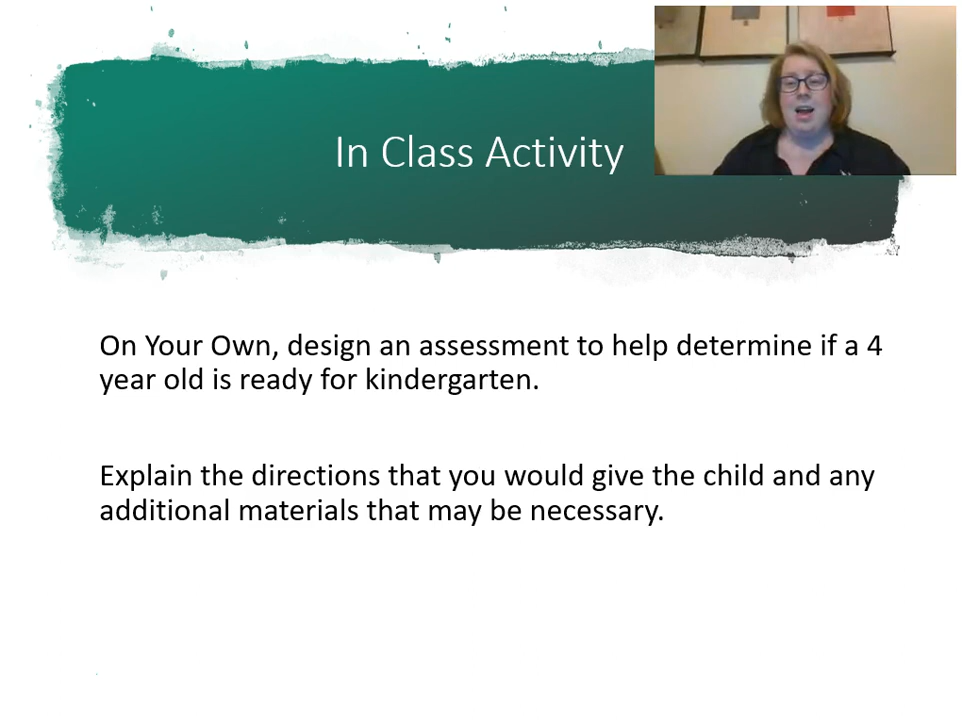 In Class Activity
On Your Own, design an assessment to help determine if a 4
year old is ready for kindergarten.
Explain the directions that you would give the child and any
additional materials that may be necessary.